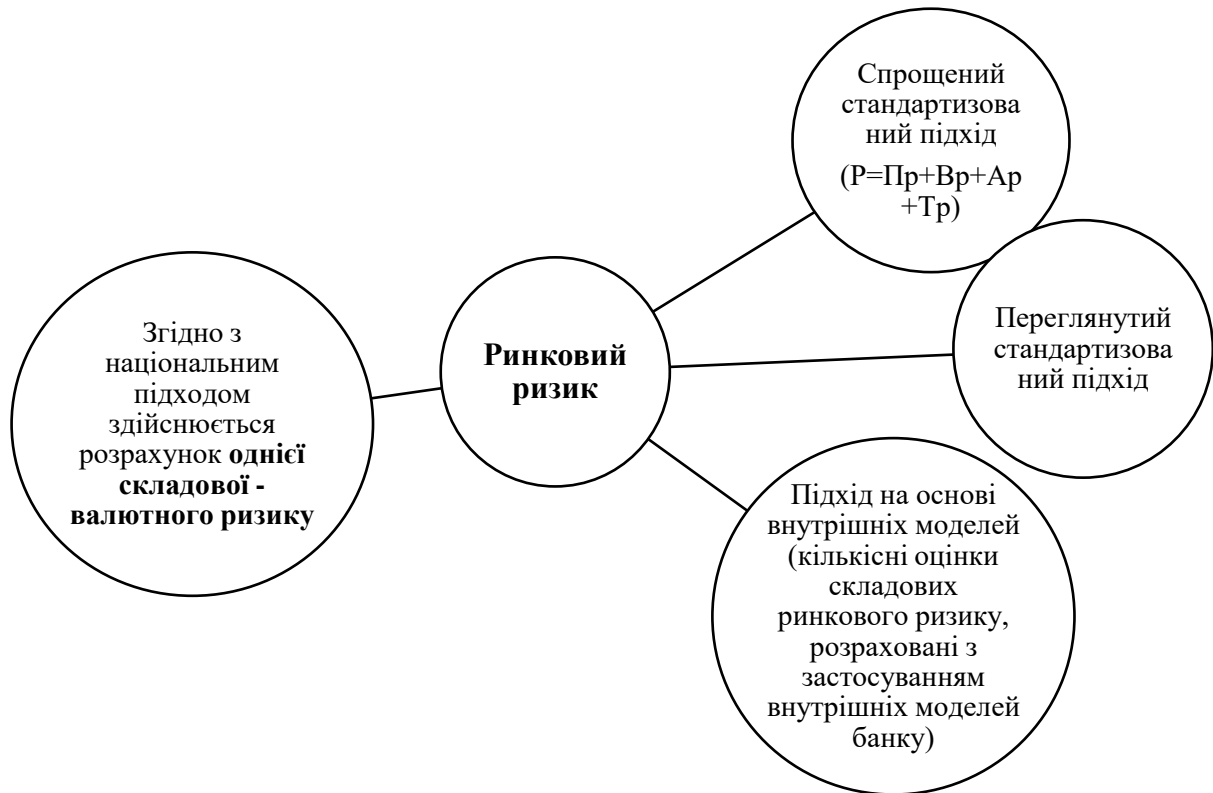 Спрощений
стандартизова
ний підхід
(Р=Пр+Вр+Ар
+Тр)
Переглянутий
стандартизова
ний підхід
Згідно з
національним
підходом
здійснюється
розрахунок однієї
складової -
валютного ризику
Ринковий
ризик
Підхід на основі
внутрішніх моделей
(кількісні оцінки
складових
ринкового ризику,
розраховані з
застосуванням
внутрішніх моделей
банку)